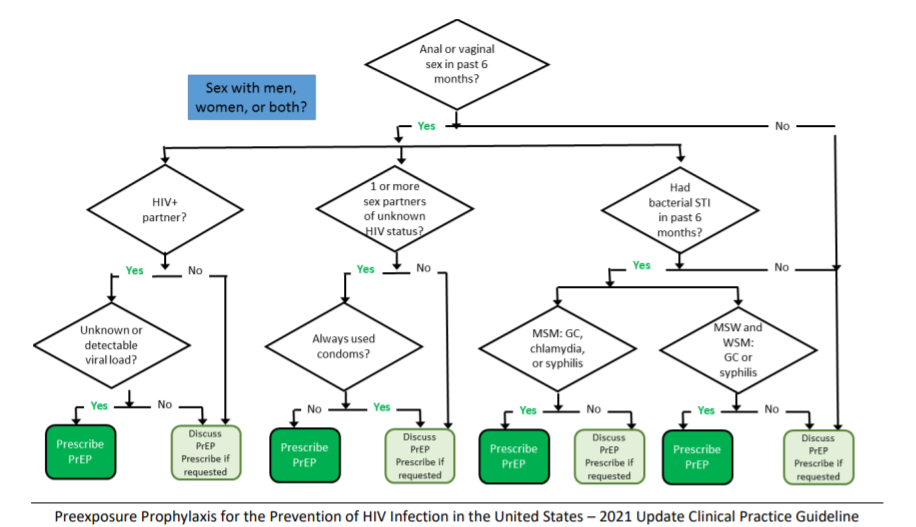 Anal or vaginal
sex in past 6
months?
Sex with men,
women, or both?
Yes
No
HIV+
partner?
1 or more
sex partners
of unknown
HIV status?
Had
bacterial STI
in past 6
months?
Yes
No
Yes
No
Yes
No
Unknown or
detectable
viral load?
Always used
condoms?
MSM: GC,
chlamydia,
or syphilis
MSW and
WSM:
GC or
syphilis
Yes
No
No
Yes
Yes
No
Yes
No
Prescribe
PrEP
Discuss
PrEP
Prescribe if
requested
Prescribe
PrEP
Discuss
PrEP
Prescribe if
requested
Prescribe
PrEP
Discuss
PrEP
Prescribe if
requested
Prescribe
PrEP
Discuss
PrEP
Prescribe if
requested
Preexposure Prophylaxis for the Prevention of HIV Infection in the United States – 2021 Update Clinical Practice Guideline